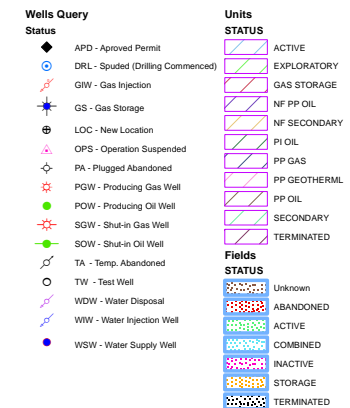 Wells Query
Status
APD - Aproved Permit
DRL - Spuded (Drilling Commenced)
GIW - Gas Injection
GS - Gas Storage
LOC - New Location
OPS - Operation Suspended
PA - Plugged Abandoned
PGW - Producing Gas Well
POW - Producing Oil Well
SGW - Shut-in Gas Well
SOW - Shut-in Oil Well
TA - Temp. Abandoned
TW - Test Well
WDW - Water Disposal
WIW - Water Injection Well
WSW - Water Supply Well
Units
STATUS
ACTIVE
EXPLORATORY
GAS STORAGE
NF PP OIL
NF SECONDARY
PI OIL
PP GAS
PP GEOTHERML
PP OIL
SECONDARY
TERMINATED
Fields
STATUS
Unknown
ABANDONED
ACTIVE
COMBINED
INACTIVE
STORAGE
TERMINATED